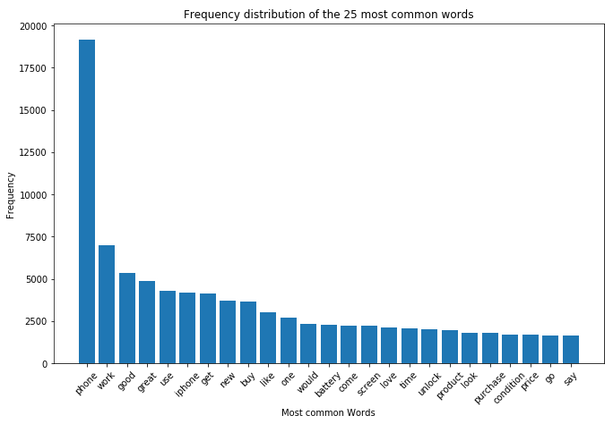 Frequency distribution of the 25 most common words
Frequency
20000
17500
15000
12500
10000
7500
5000
2500
0
phone
work
good
great
use
iphone
get
new
buy
like
one
would
battery
come
screen
love
time
unlock
product
look
purchase
condition
price
go
say
Most common Words